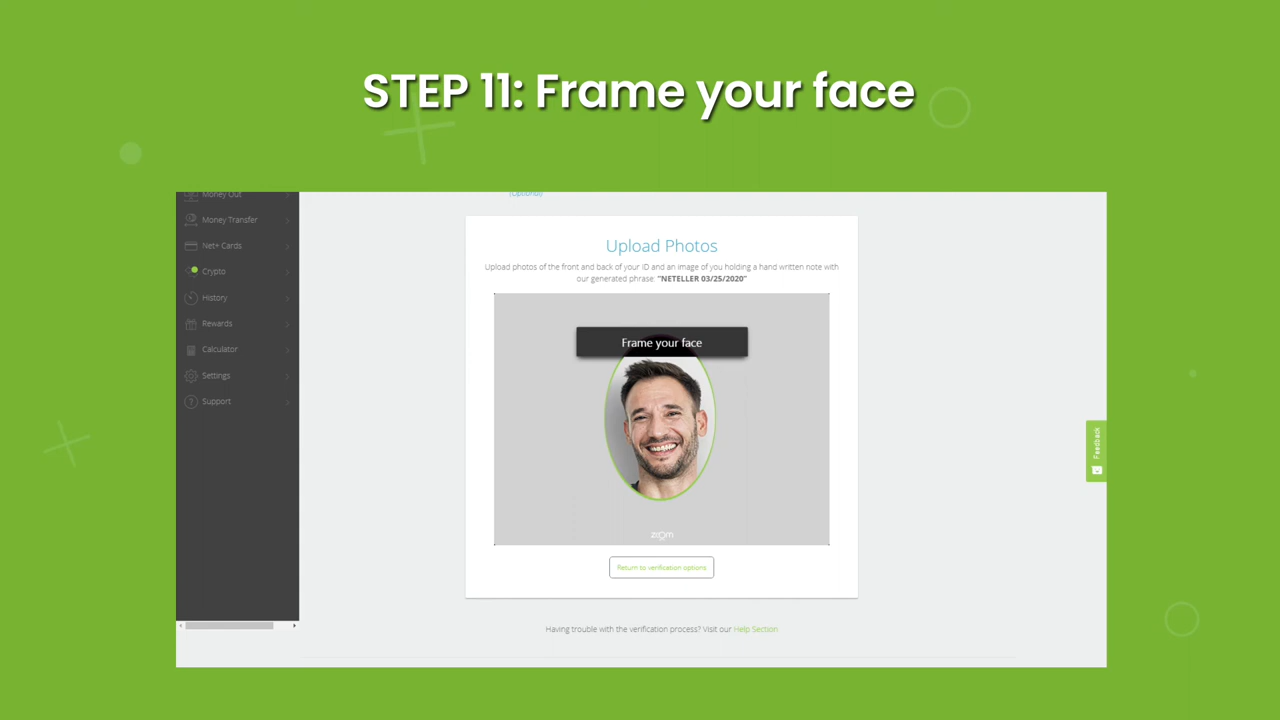 STEP 11: Frame your face
Money Out
(Optional)
Money Transfer
Net+ Cards
Crypto
History
Rewards
Calculator
Settings
Support
Upload Photos
Upload photos of the front and back of your ID and an image of you holding a hand written note with
our generated phrase: "NETELLER 03/25/2020"
Frame your face
zoom
Return to verification options
Having trouble with the verification process? Visit our Help Section
Feedback